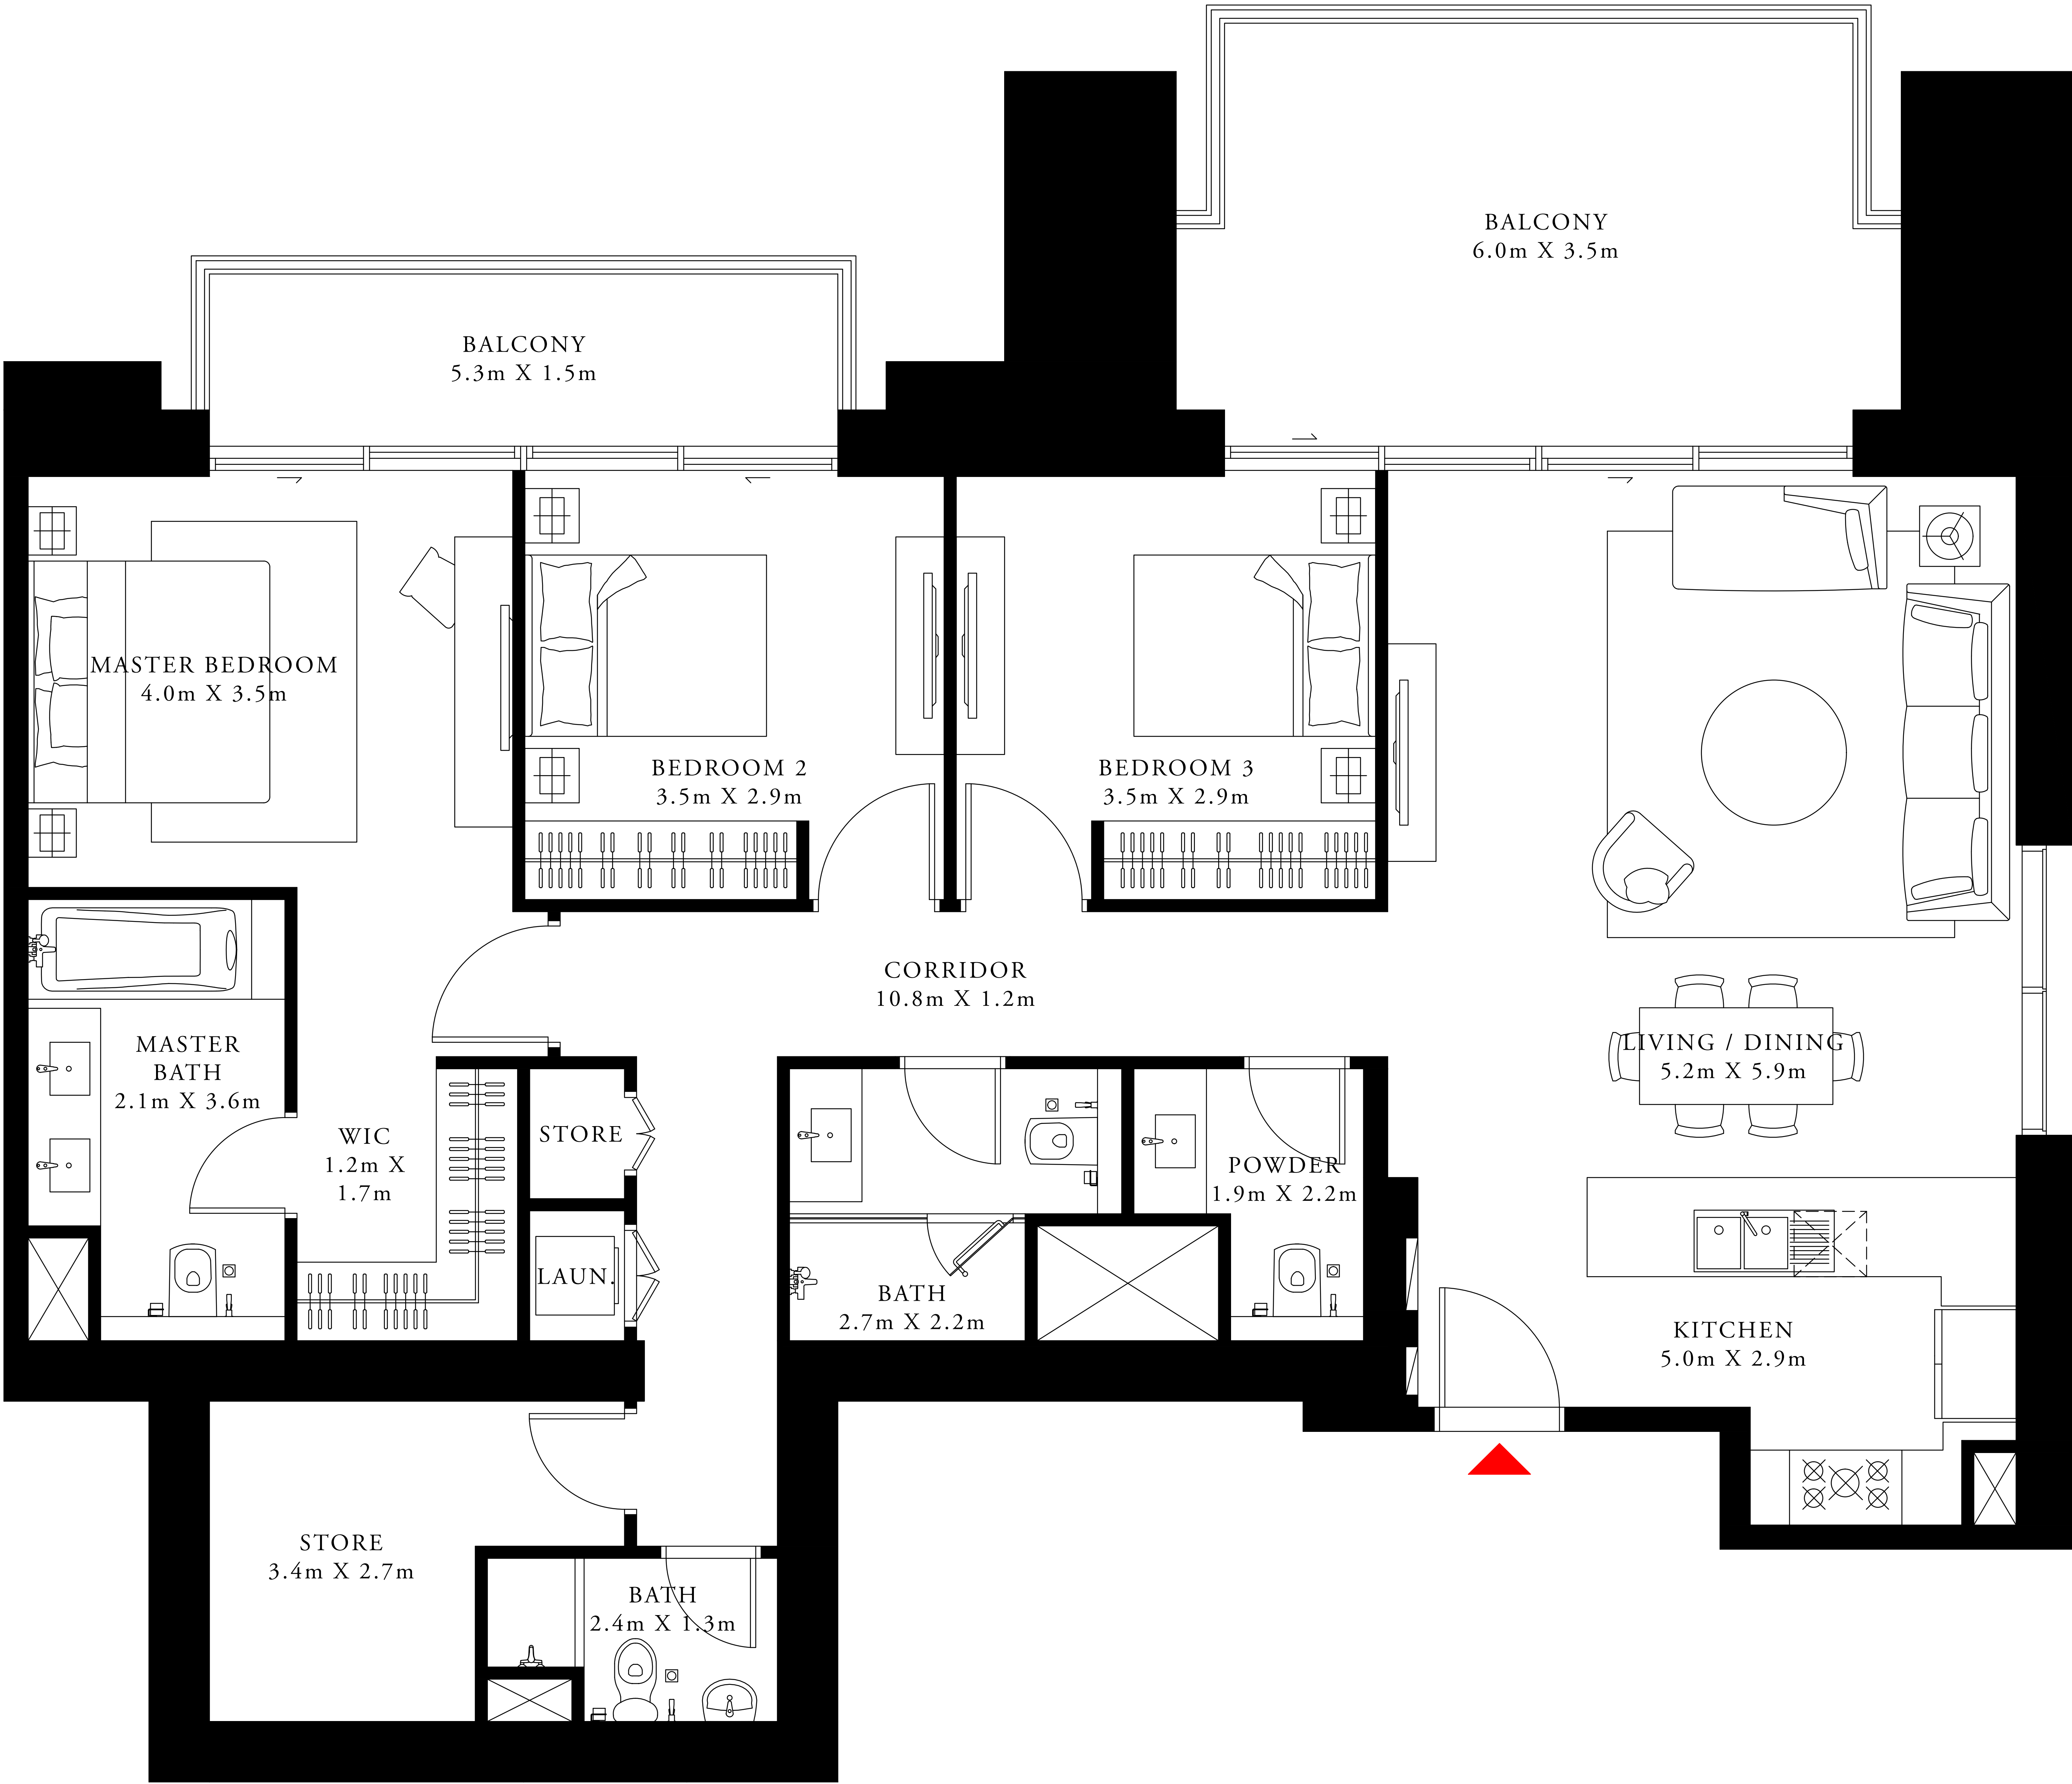 BALCONY
6.0m X 3.5m
BALCONY
5.3m X 1.5m
MASTER BEDROOM
4.0m X 3.5m
BEDROOM 2
3.5m X 2.9m
BEDROOM 3
3.5m X 2.9m
CORRIDOR
10.8m X 1.2m
MASTER
BATH
2.1m X 3.6m
LIVING / DINING
5.2m X 5.9m
WIC
1.2m X
1.7m
STORE
POWDER
1.9m X 2.2m
LAUN.
BATH
2.7m X 2.2m
KITCHEN
5.0m X 2.9m
STORE
3.4m X 2.7m
BATH
2.4m X 1.3m